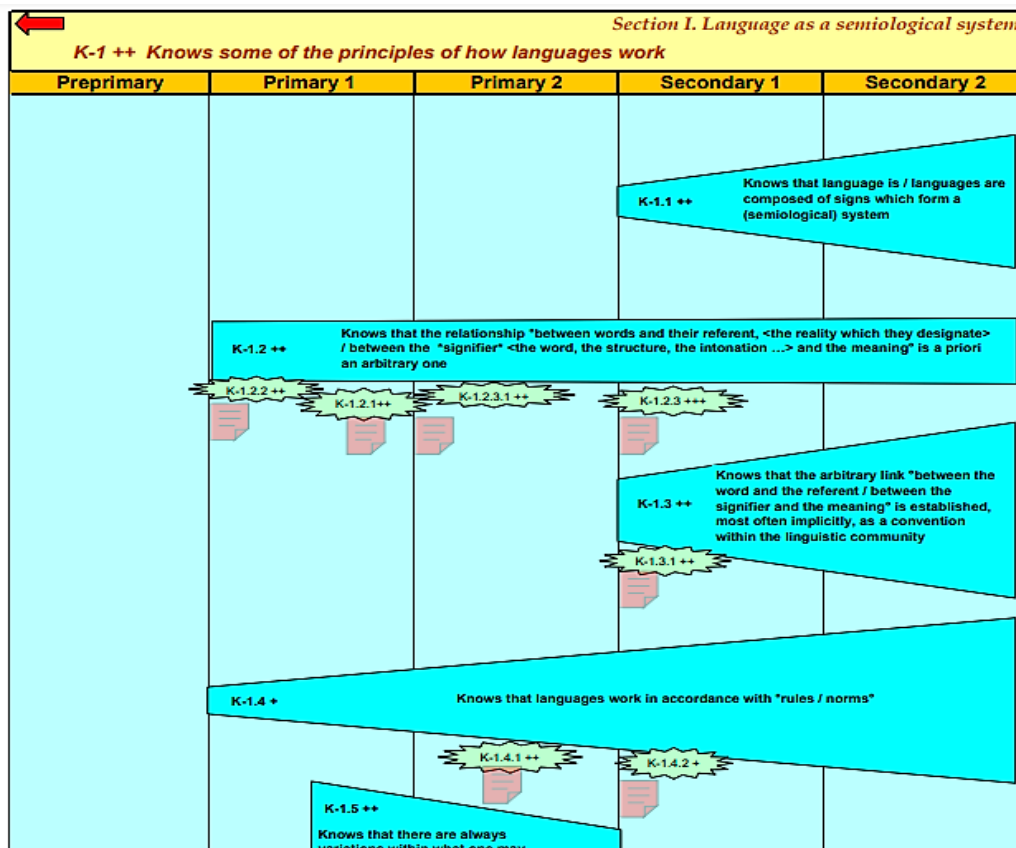 Section I. Language as a semiological system
K-1 ++ Knows some of the principles of how languages work
Preprimary Primary 1 Primary 2 Secondary 1 Secondary 2
K-1.1 ++
Knows that language is / languages are
composed of signs which form a
(semiological) system
K-1.2 ++
Knows that the relationship *between words and their referent, <the reality which they designate>
/ between the *signifier* <the word, the structure, the intonation ...> and the meaning* is a priori
an arbitrary one
K-1.2.2 ++
K-1.2.1++
K-1.2.3.1 ++
K-1.2.3 +++
K-1.3 ++
Knows that the arbitrary link *between the
word and the referent / between the
signifier and the meaning* is established,
most often implicitly, as a convention
within the linguistic community
K-1.3.1 ++
K-1.4 +
Knows that languages work in accordance with *rules / norms*
K-1.4.1 ++
K-1.4.2 +
K-1.5 ++
Knows that there are always
variations within what one may